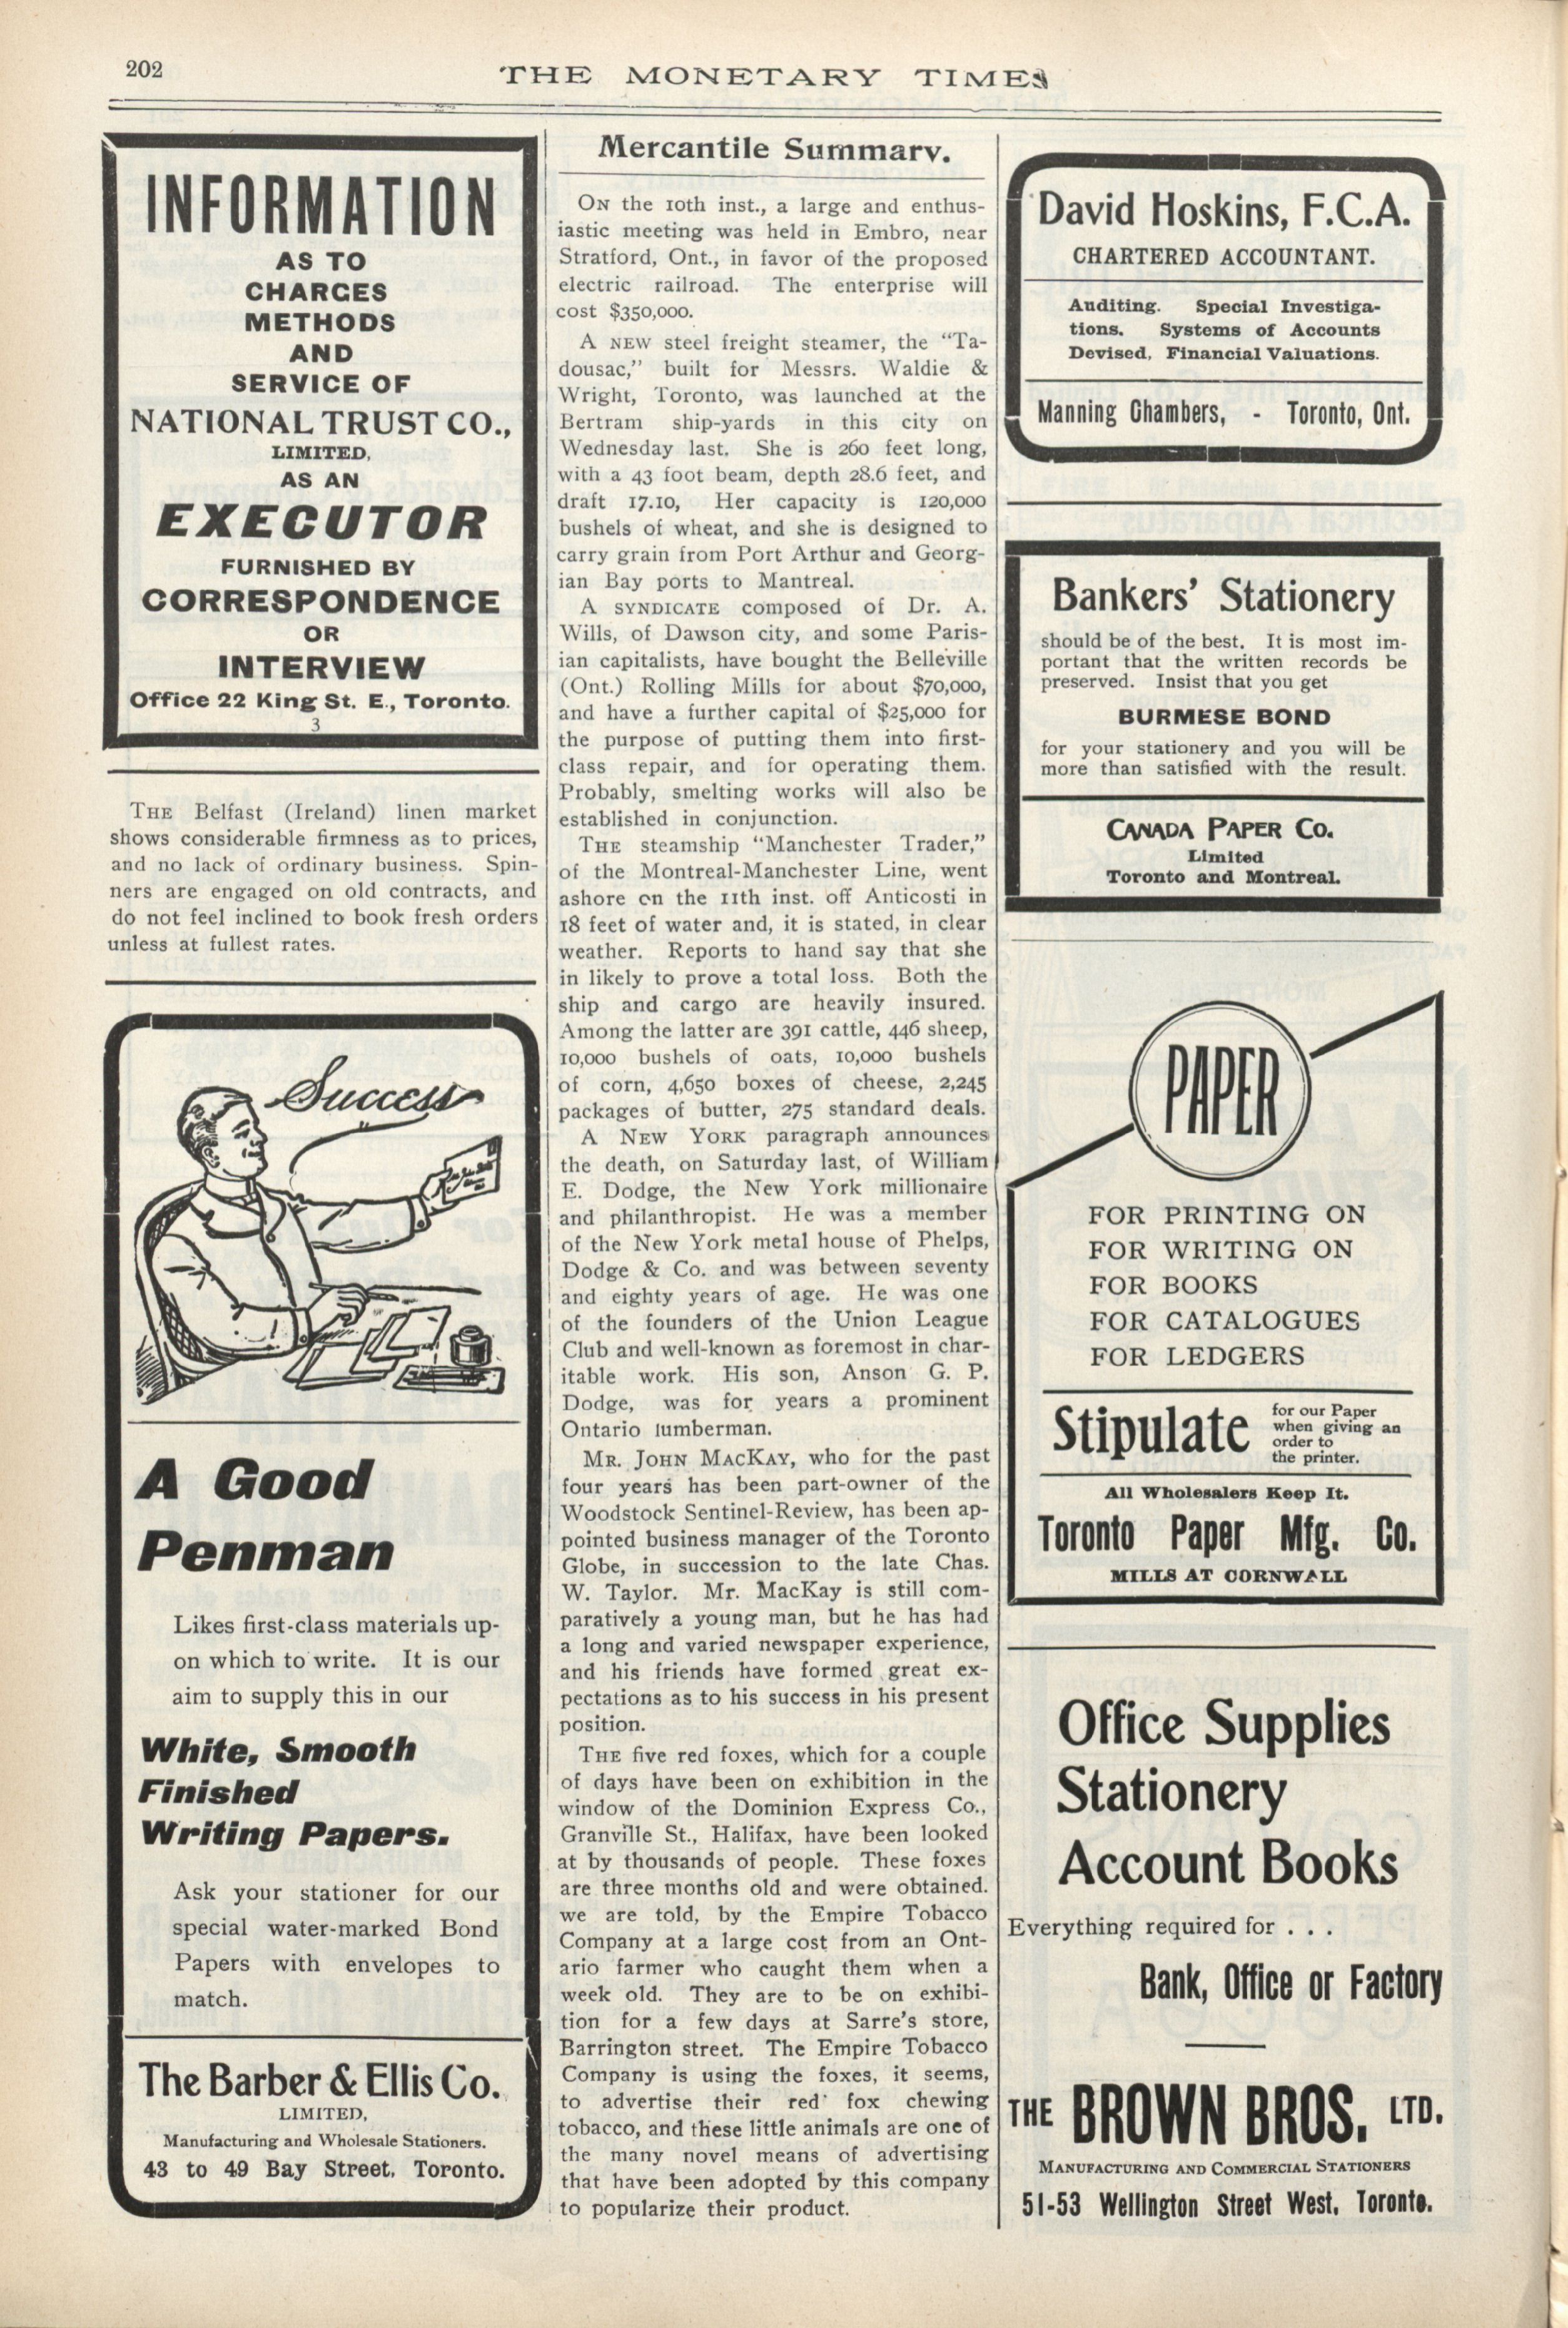 202
THE MONETARY TIMES
INFORMATION
AS TO
CHARGES
METHODS
AND
SERVICE OF
NATIONAL TRUST CO.,
LIMITED,
AS AN
EXECUTOR
FURNISHED BY
CORRESPONDENCE
OR
INTERVIEW
Office 22 King St. E., Toronto.
3
THE Belfast (Ireland) linen market
shows considerable firmness as to prices,
and no lack of ordinary business. Spin-
ners are engaged on old contracts, and
do not feel inclined to book fresh orders
unless at fullest rates.
Success
A Good
Penman
Likes first-class materials up-
on which to write. It is our
aim to supply this in our
White, Smooth
Finished
Writing Papers.
Ask your stationer for our
special water-marked Bond
Papers with envelopes to
match.
The Barber & Ellis Co.
LIMITED,
Manufacturing and Wholesale Stationers.
43 to 49 Bay Street, Toronto.
Mercantile Summary.
ON the 10th inst., a large and enthus-
iastic meeting was held in Embro, near
Stratford, Ont., in favor of the proposed
electric railroad. The enterprise will
cost $350,000.
A NEW steel freight steamer, the "Ta-
dousac," built for Messrs. Waldie &
Wright, Toronto, was launched at the
Bertram ship-yards in this city on
Wednesday last. She is 260 feet long,
with a 43 foot beam, depth 28.6 feet, and
draft 17.10, Her capacity is 120,000
bushels of wheat, and she is designed to
carry grain from Port Arthur and Georg-
ian Bay ports to Mantreal.
A SYNDICATE composed of Dr. A.
Wills, of Dawson city, and some Paris-
ian capitalists, have bought the Belleville
(Ont.) Rolling Mills for about $70,000,
and have a further capital of $25,000 for
the purpose of putting them into first-
class repair, and for operating them.
Probably, smelting works will also be
established in conjunction.
THE steamship "Manchester Trader,"
of the Montreal-Manchester Line, went
ashore on the 11th inst. off Anticosti in
18 feet of water and, it is stated, in clear
weather. Reports to hand say that she
in likely to prove a total loss. Both the
ship and cargo are heavily insured.
Among the latter are 391 cattle, 446 sheep,
10,000 bushels of oats, 10,000 bushels
of corn, 4,650 boxes of cheese, 2,245
packages of butter, 275 standard deals.
A NEW YORK paragraph announces
the death, on Saturday last, of William
E. Dodge, the New York millionaire
and philanthropist. He was a member
of the New York metal house of Phelps,
Dodge & Co. and was between seventy
and eighty years of age. He was one
of the founders of the Union League
Club and well-known as foremost in char-
itable work. His son, Anson G. P.
Dodge, was for years a prominent
Ontario lumberman.
MR. JOHN MACKAY, who for the past
four years has been part-owner of the
Woodstock Sentinel-Review, has been ap-
pointed business manager of the Toronto
Globe, in succession to the late Chas.
W. Taylor. Mr. MacKay is still com-
paratively a young man, but he has had
a long and varied newspaper experience,
and his friends have formed great ex-
pectations as to his success in his present
position.
THE five red foxes, which for a couple
of days have been on exhibition in the
window of the Dominion Express Co.,
Granville St., Halifax, have been looked
at by thousands of people. These foxes
are three months old and were obtained.
we are told, by the Empire Tobacco
Company at a large cost from an Ont-
ario farmer who caught them when a
week old. They are to be on exhibi-
tion for a few days at Sarre's store,
Barrington street. The Empire Tobacco
Company is using the foxes, it seems,
to advertise their red fox chewing
tobacco, and these little animals are one of
the many novel means of advertising
that have been adopted by this company
to popularize their product.
David Hoskins, F.C.A.
CHARTERED ACCOUNTANT.
Auditing. Special Investiga-
tions. Systems of Accounts
Devised, Financial Valuations.
Manning Chambers, - Toronto, Ont.
Bankers' Stationery
should be of the best. It is most im-
portant that the written records be
preserved. Insist that you get
BURMESE BOND
for your stationery and you will be
more than satisfied with the result.
CANADA PAPER CO.
Limited
Toronto and Montreal.
PAPER
FOR PRINTING ON
FOR WRITING ON
FOR BOOKS
FOR CATALOGUES
FOR LEDGERS
Stipulate
for our Paper
when giving an
order to
the printer.
All Wholesalers Keep It.
Toronto Paper Mfg. Co.
MILLS AT CORNWALL
Office Supplies
Stationery
Account Books
Everything required for . . .
Bank, Office or Factory
THE BROWN BROS. LTD.
MANUFACTURING AND COMMERCIAL STATIONERS
51-53 Wellington Street West, Toronto.